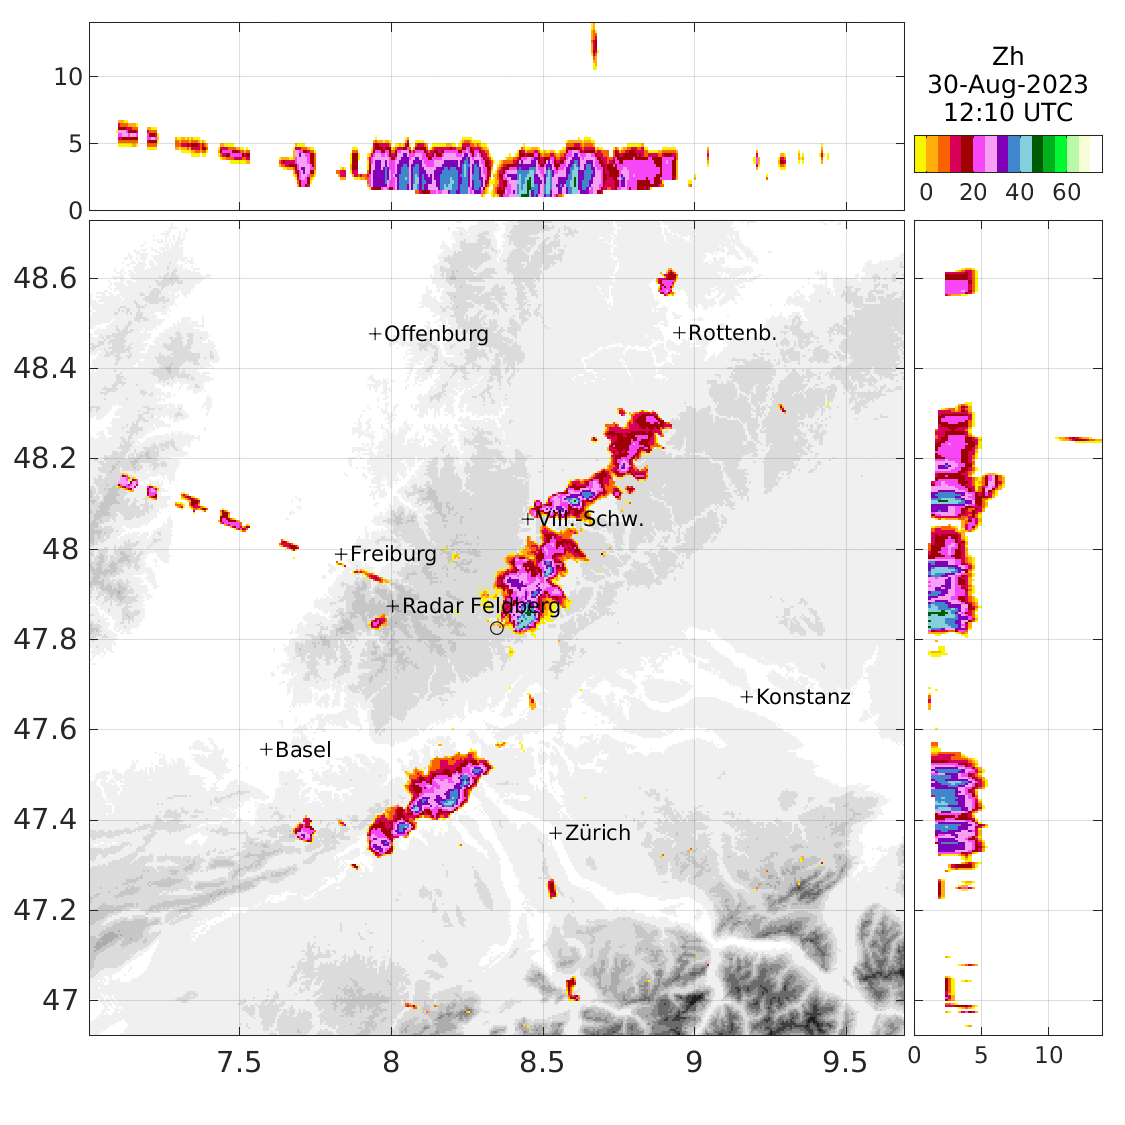 10
5
0
Zh
30-Aug-2023
12:10 UTC
0 20 40 60
48.6
48.4
48.2
48
47.8
47.6
47.4
47.2
47
Offenburg
Rottenb.
Vill.-Schw.
Freiburg
Radar Feldberg
Konstanz
Basel
Zürich
7.5 8 8.5 9 9.5
0 5 10